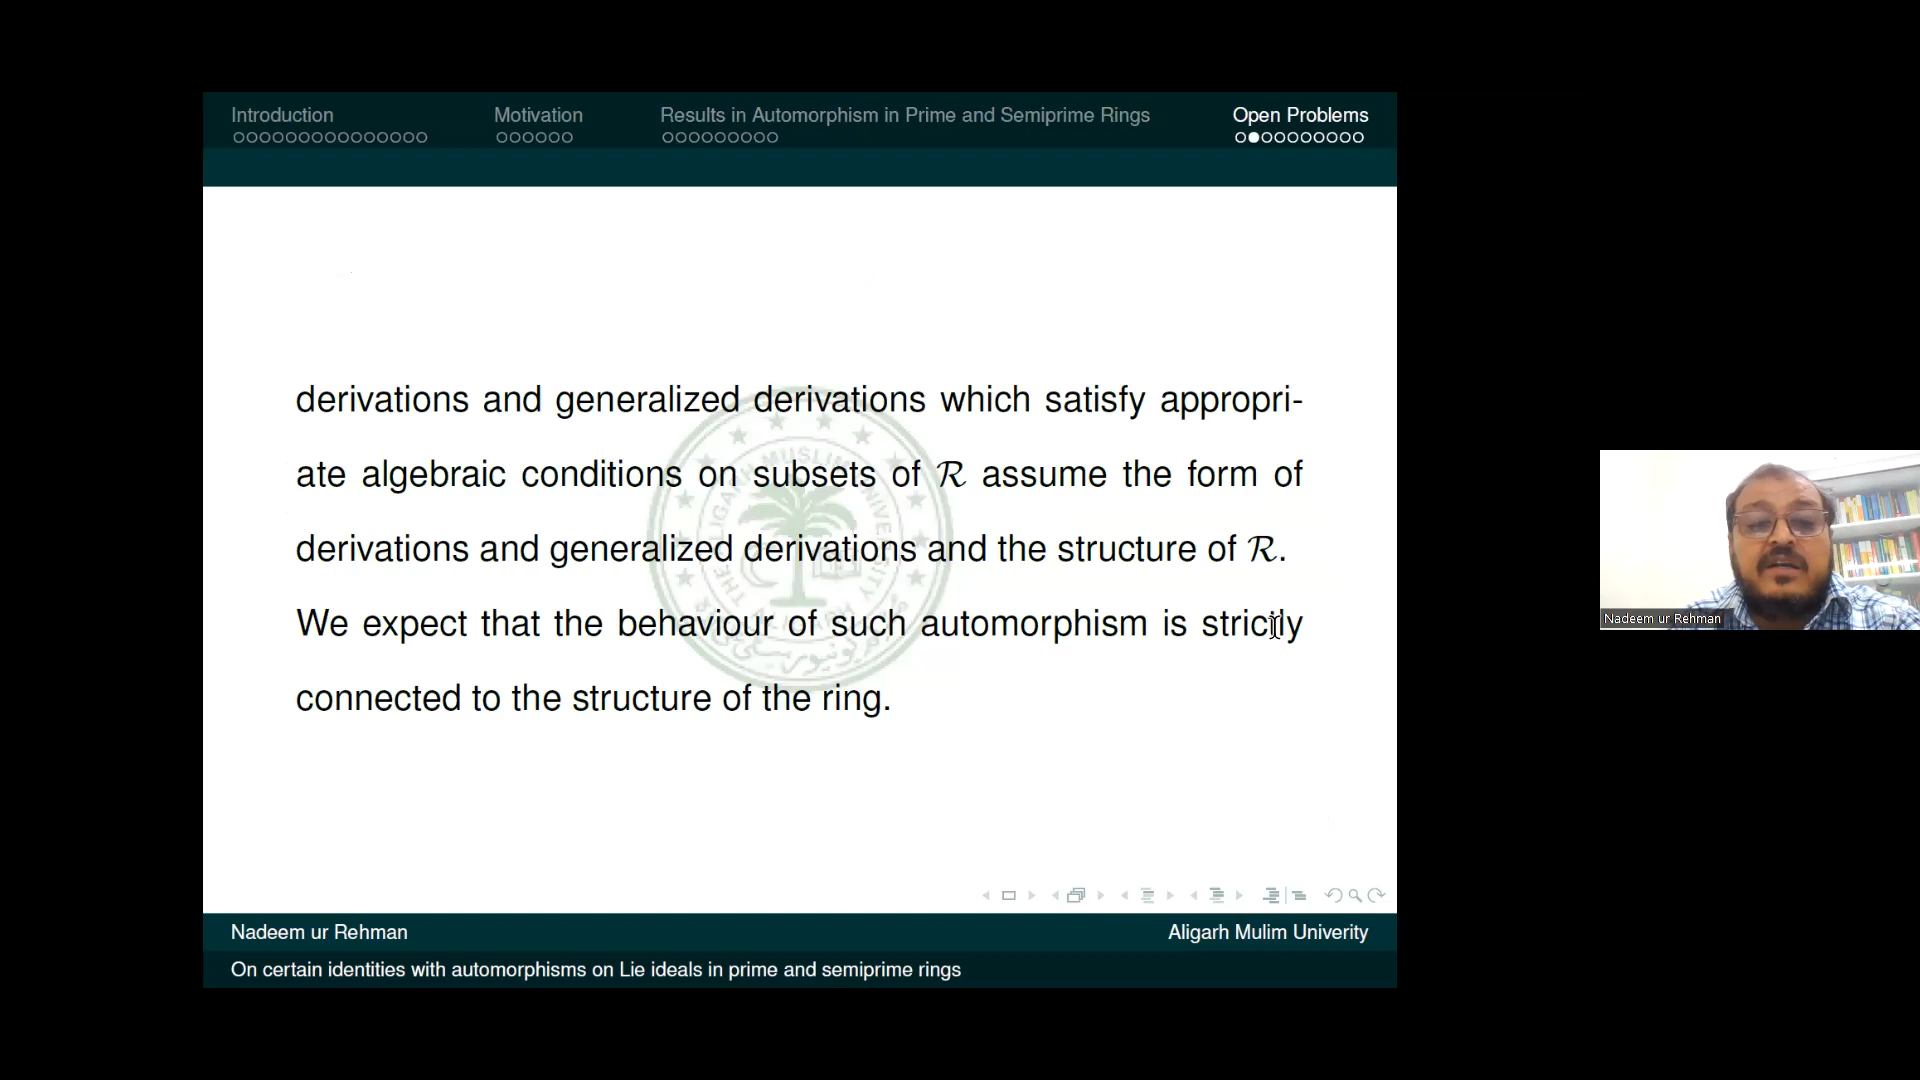 Introduction Motivation Results in Automorphism in Prime and Semiprime Rings Open Problems
derivations and generalized derivations which satisfy appropri-
ate algebraic conditions on subsets of ℛ assume the form of
derivations and generalized derivations and the structure of ℛ.
We expect that the behaviour of such automorphism is strictly
connected to the structure of the ring.
Nadeem ur Rehman
Nadeem ur Rehman Aligarh Mulim Univerity
On certain identities with automorphisms on Lie ideals in prime and semiprime rings